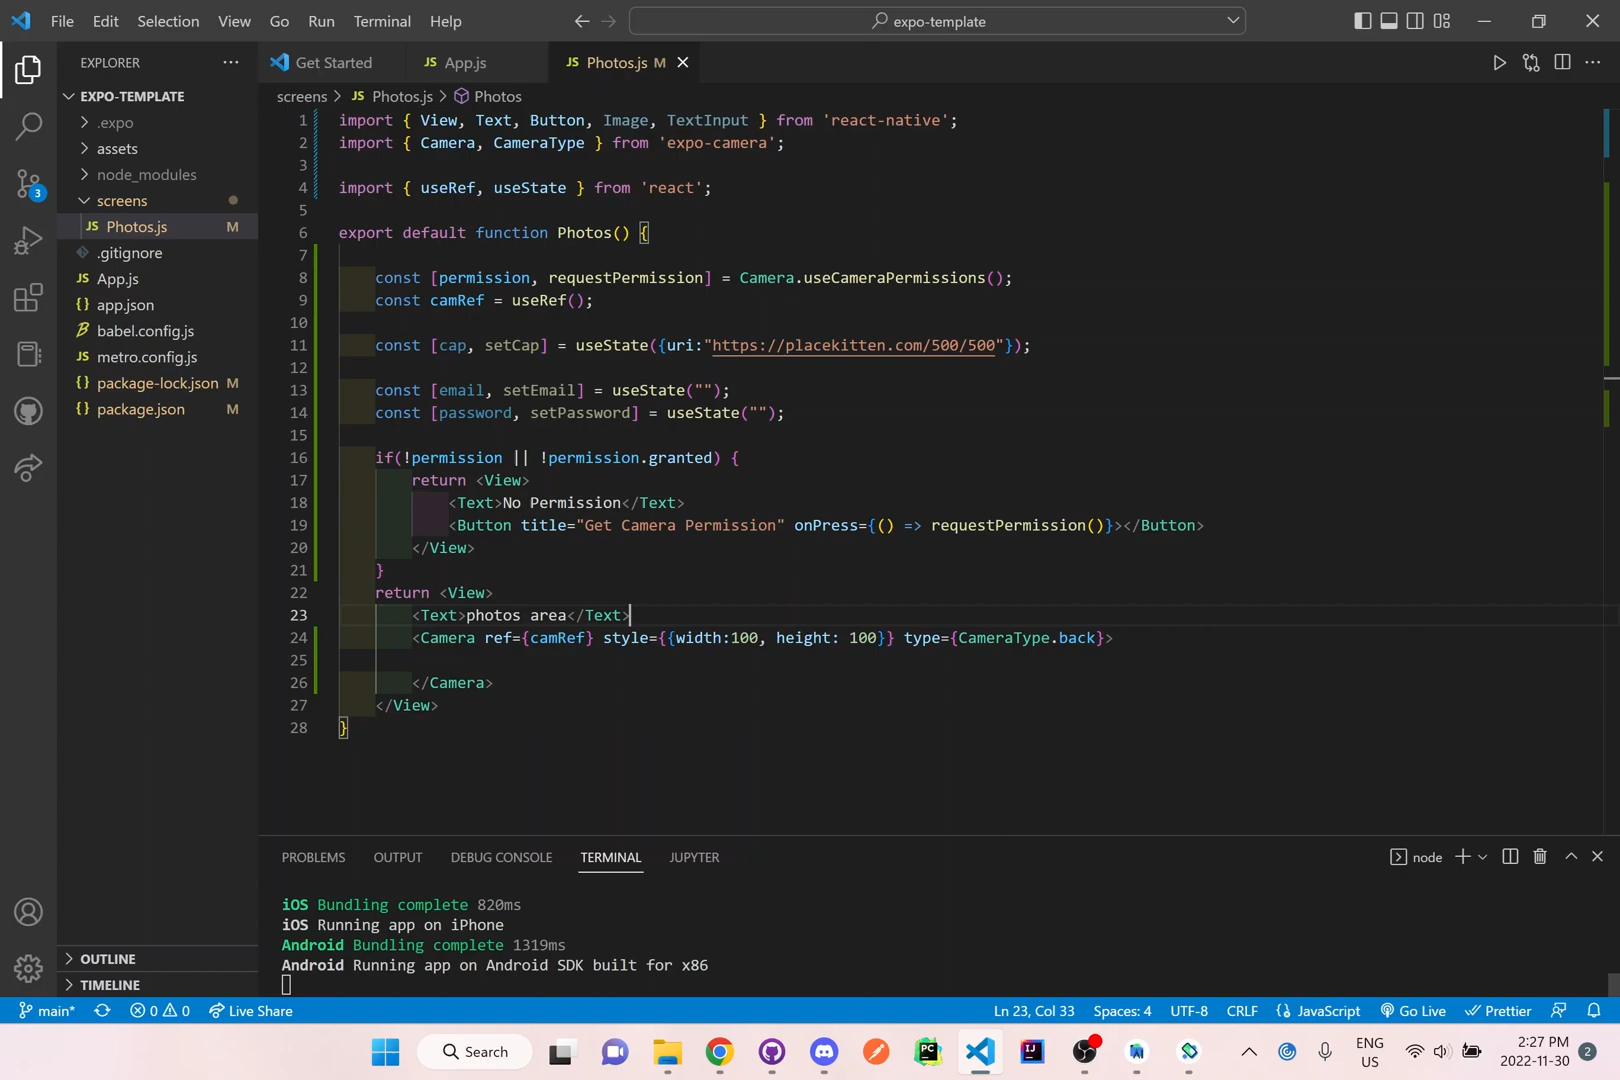 File Edit Selection View Go Run Terminal Help
expo-template
EXPLORER
Get Started
JS App.js
JS Photos.js M
EXPO-TEMPLATE
.expo
assets
node_modules
screens
JS Photos.js M
.gitignore
JS App.js
{} app.json
babel.config.js
JS metro.config.js
{} package-lock.json M
{} package.json M
3
OUTLINE
TIMELINE
screens > JS Photos.js > Photos
1 import { View, Text, Button, Image, TextInput } from 'react-native';
2 import { Camera, CameraType } from 'expo-camera';
3
4 import { useRef, useState } from 'react';
5
6 export default function Photos() {
7
8 const [permission, requestPermission] = Camera.useCameraPermissions();
9 const camRef = useRef();
10
11 const [cap, setCap] = useState({uri:"https://placekitten.com/500/500"});
12
13 const [email, setEmail] = useState("");
14 const [password, setPassword] = useState("");
15
16 if(!permission || !permission.granted) {
17 return <View>
18 <Text>No Permission</Text>
19 <Button title="Get Camera Permission" onPress={() => requestPermission()}></Button>
20 </View>
21 }
22 return <View>
23 <Text>photos area</Text>
24 <Camera ref={camRef} style={{width:100, height: 100}} type={CameraType.back}>
25
26 </Camera>
27 </View>
28 }
PROBLEMS OUTPUT DEBUG CONSOLE TERMINAL JUPYTER
node
iOS Bundling complete 820ms
iOS Running app on iPhone
Android Bundling complete 1319ms
Android Running app on Android SDK built for x86
main* 0 0 Live Share
Ln 23, Col 33 Spaces: 4 UTF-8 CRLF {} JavaScript Go Live Prettier
Search
PC
IJ
ENG
US
2:27 PM
2022-11-30
2